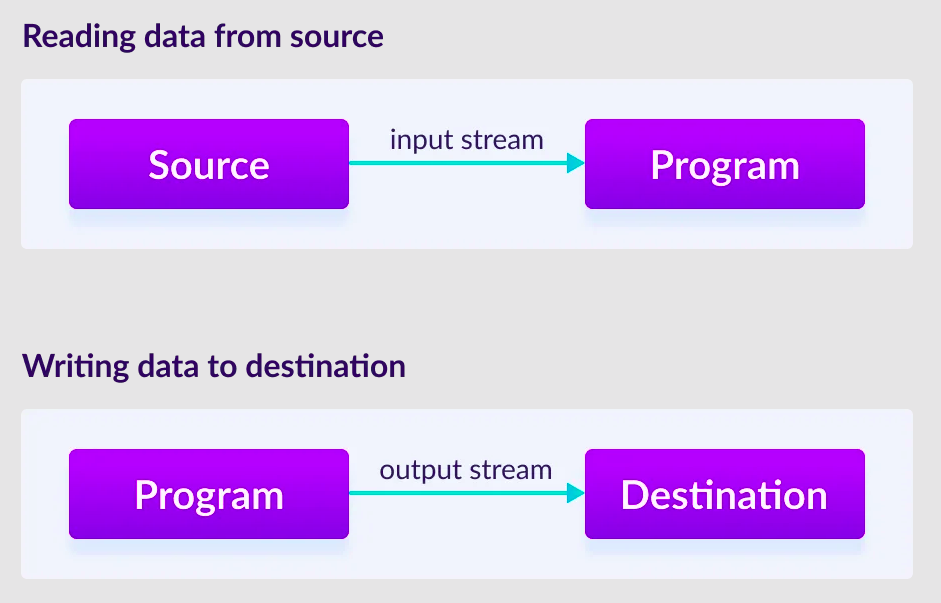 Reading data from source
input stream
Source
Program
Writing data to destination
output stream
Program
Destination